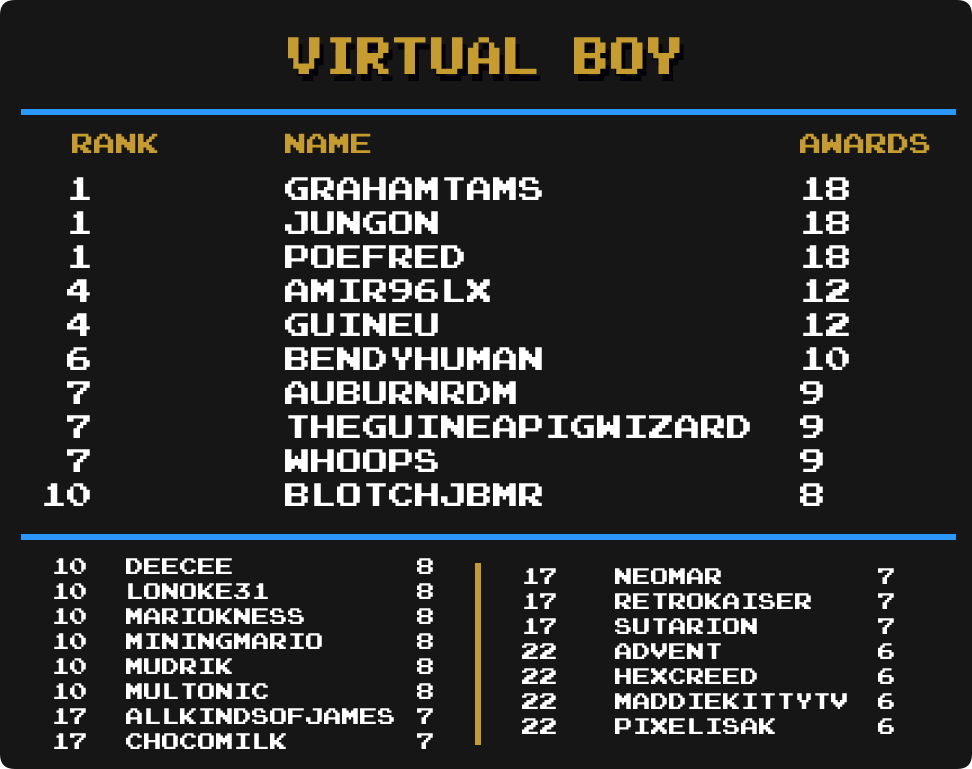 VIRTUAL BOY
RANK NAME AWARDS
1 GRAHAMTAMS 18
1 JUNGON 18
1 POEFRED 18
4 AMIR96LX 12
4 GUINEU 12
6 BENDYHUMAN 10
7 AUBURNRDM 9
7 THEGUINEAPIGWIZARD 9
7 WHOOPS 9
10 BLOTCHJBMR 8
10 DEECEE 8
10 LONOKE31 8
10 MARIOKNESS 8
10 MININGMARIO 8
10 MUDRIK 8
10 MULTONIC 8
17 ALLKINDSOFJAMES 7
17 CHOCOMILK 7
17 NEOMAR 7
17 RETROKAISER 7
17 SUTARION 7
22 ADVENT 6
22 HEXCREED 6
22 MADDIEKITTYTV 6
22 PIXELISAK 6